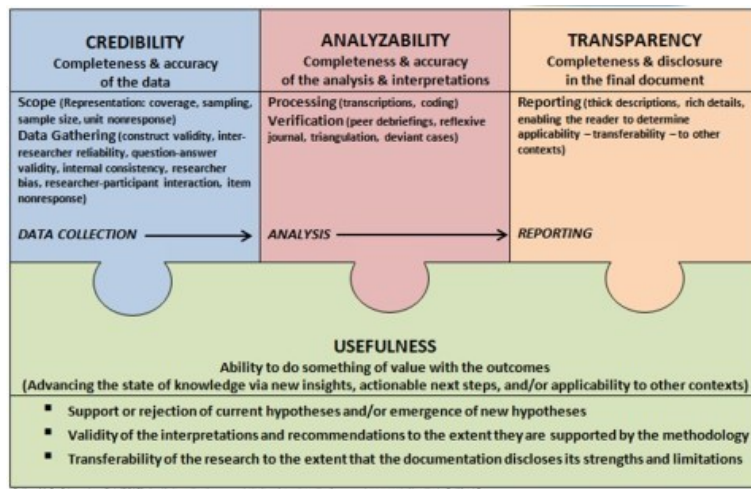 CREDIBILITY
Completeness & accuracy
of the data
Scope (Representation: coverage, sampling,
sample size, unit nonresponse)
Data Gathering (construct validity, inter-
researcher reliability, question-answer
validity, internal consistency, researcher
bias, researcher-participant interaction, item
nonresponse)
DATA COLLECTION
ANALYZABILITY
Completeness & accuracy
of the analysis & interpretations
Processing (transcriptions, coding)
Verification (peer debriefings, reflexive
journal, triangulation, deviant cases)
ANALYSIS
TRANSPARENCY
Completeness & disclosure
in the final document
Reporting (thick descriptions, rich details,
enabling the reader to determine
applicability – transferability – to other
contexts)
REPORTING
USEFULNESS
Ability to do something of value with the outcomes
(Advancing the state of knowledge via new insights, actionable next steps, and/or applicability to other contexts)
▪ Support or rejection of current hypotheses and/or emergence of new hypotheses
▪ Validity of the interpretations and recommendations to the extent they are supported by the methodology
▪ Transferability of the research to the extent that the documentation discloses its strengths and limitations